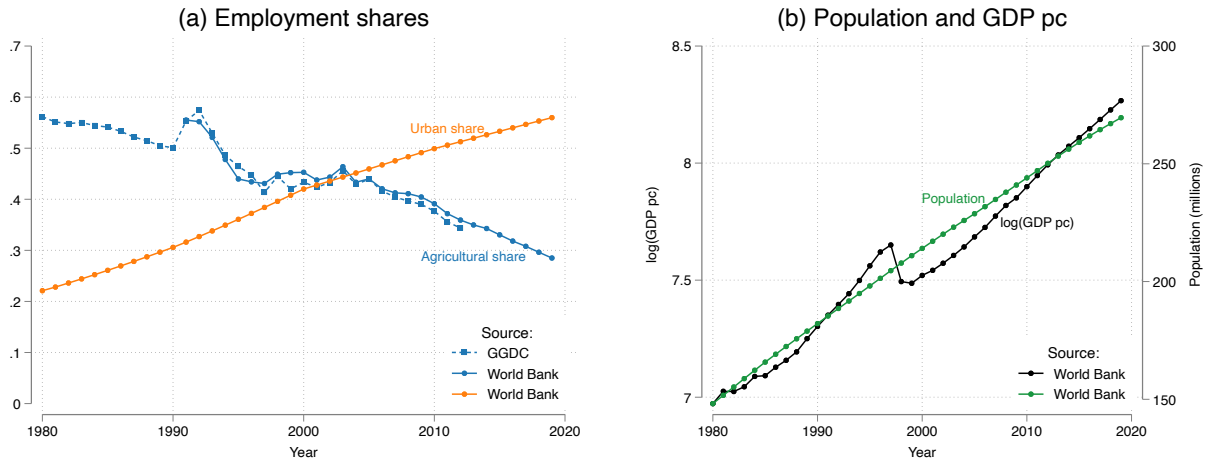 (a) Employment shares
.7
.6
.5
.4
.3
.2
.1
0
Urban share
Agricultural share
Source:
GGDC
World Bank
World Bank
1980
1990
2000
2010
2020
Year
(b) Population and GDP pc
8.5
8
7.5
7
log(GDP pc)
Population
log(GDP pc)
300
250
200
150
Population (millions)
Source:
World Bank
World Bank
1980
1990
2000
2010
2020
Year